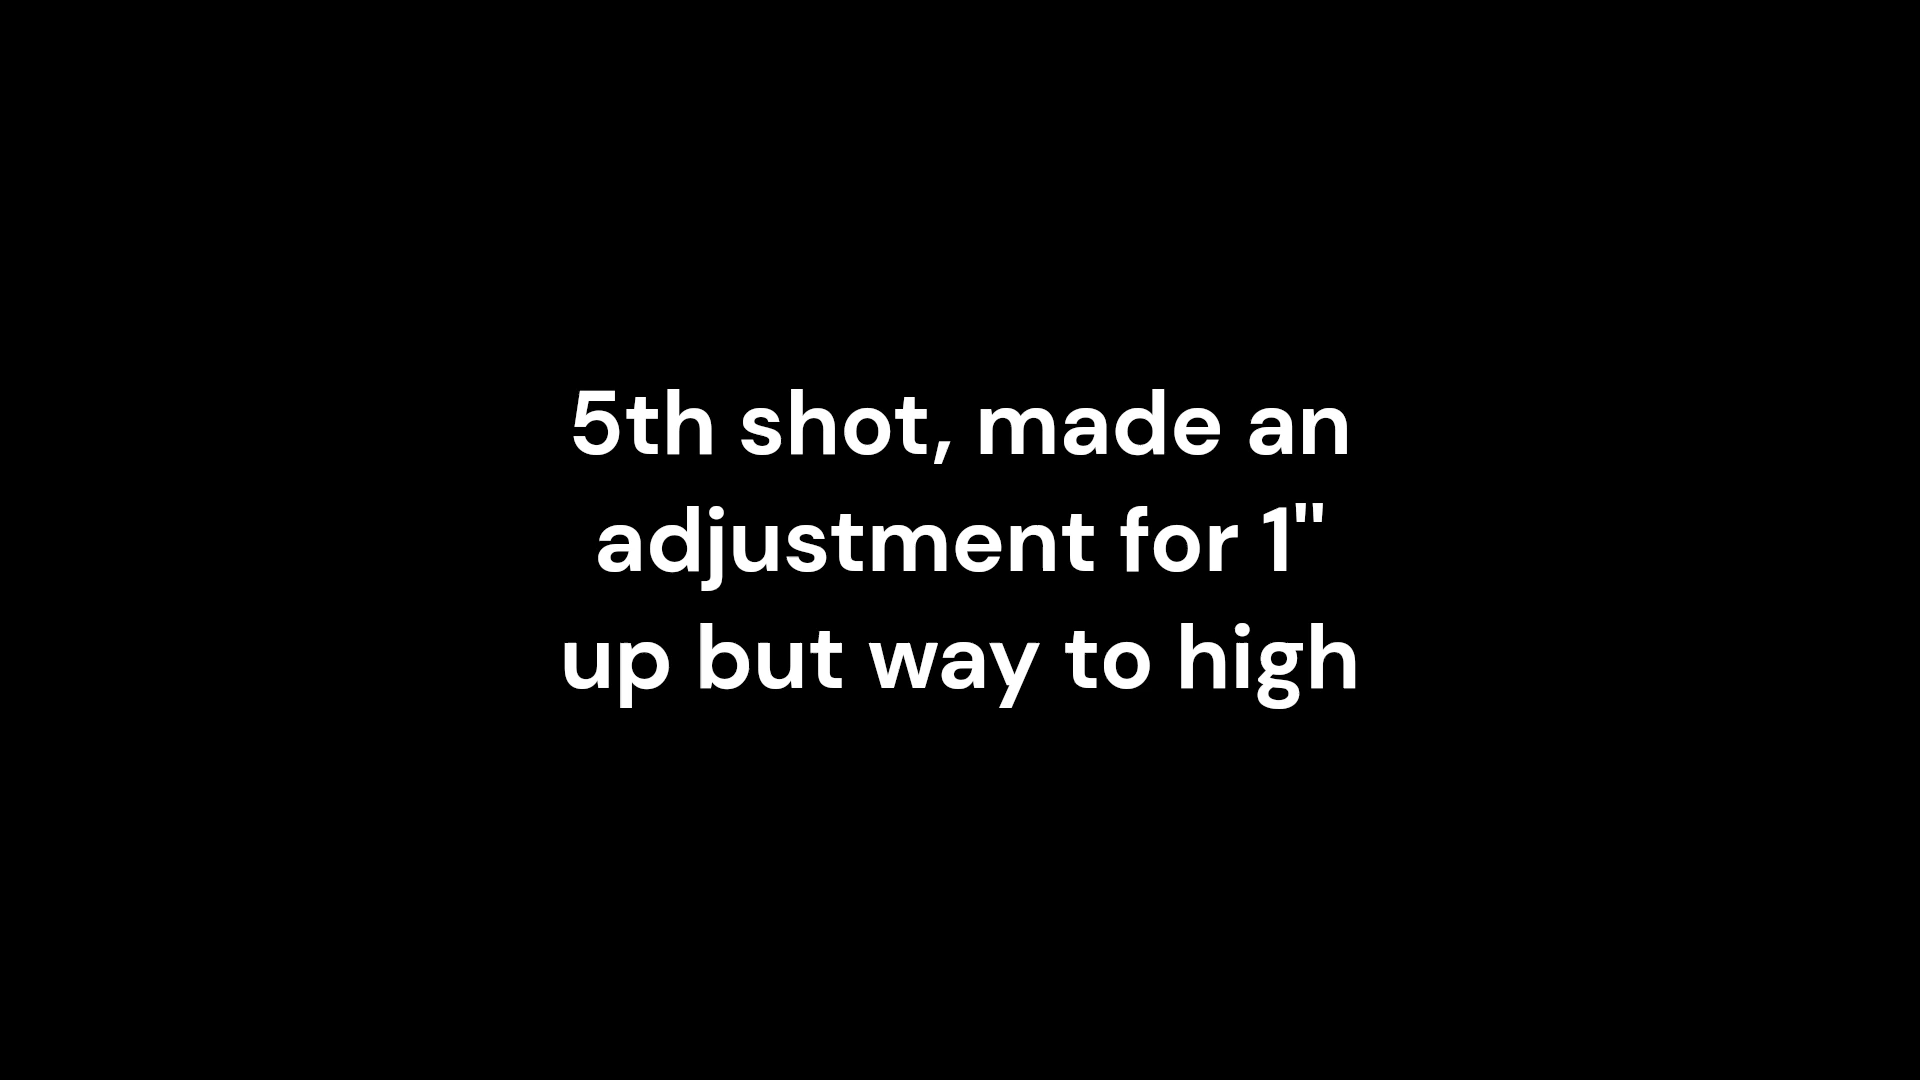 5th shot, made an
adjustment for 1"
up but way to high